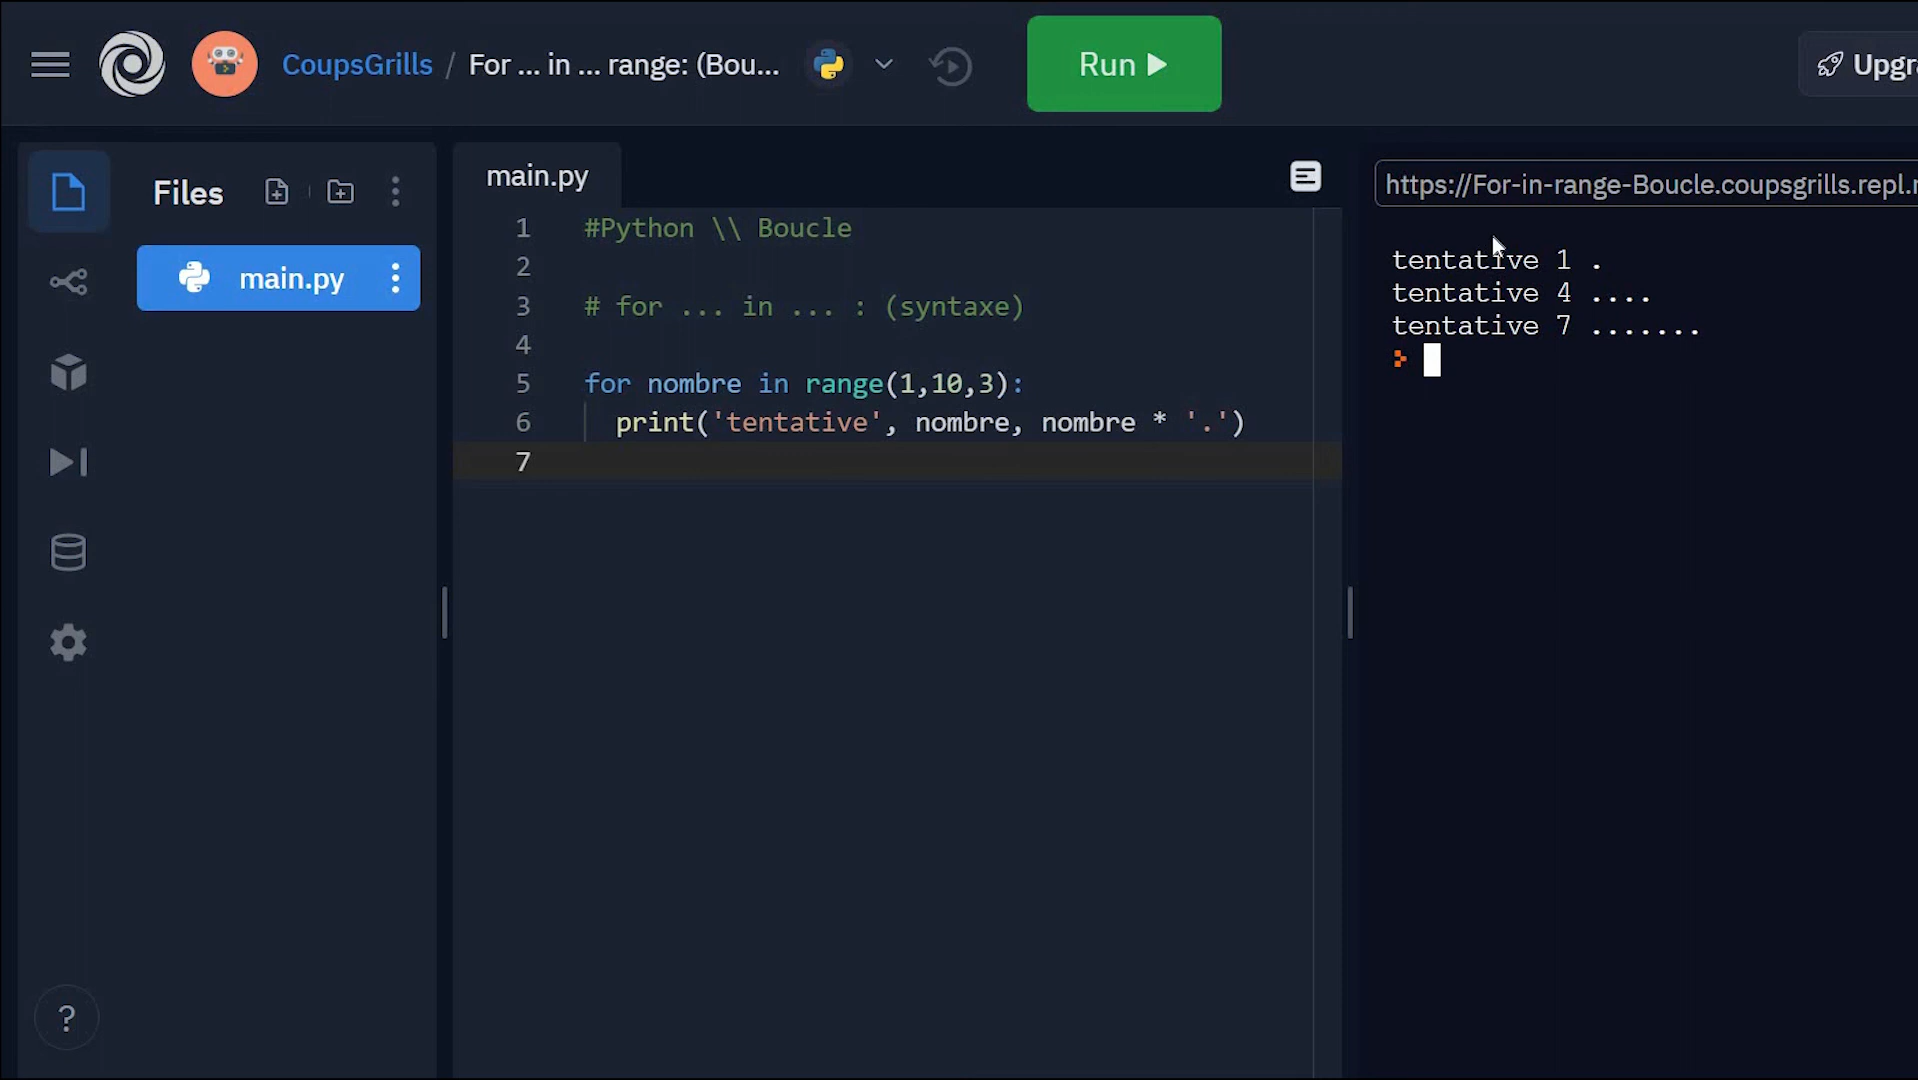 CoupsGrills / For ... in ... range: (Bou...
Run
Upgr
Files
main.py
main.py
1 #Python \\ Boucle
2
3 # for ... in ... : (syntaxe)
4
5 for nombre in range(1,10,3):
6 print('tentative', nombre, nombre * '.')
7
https://For-in-range-Boucle.coupsgrills.repl.r
tentative 1 .
tentative 4 ....
tentative 7 .......
?